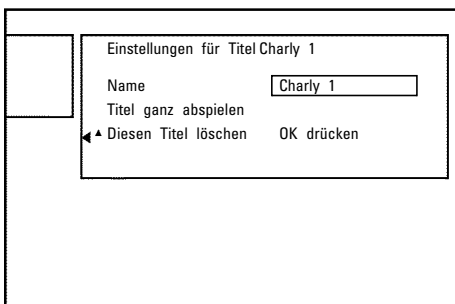 Einstellungen für Titel Charly 1
Name Charly 1
Titel ganz abspielen
Diesen Titel löschen OK drücken